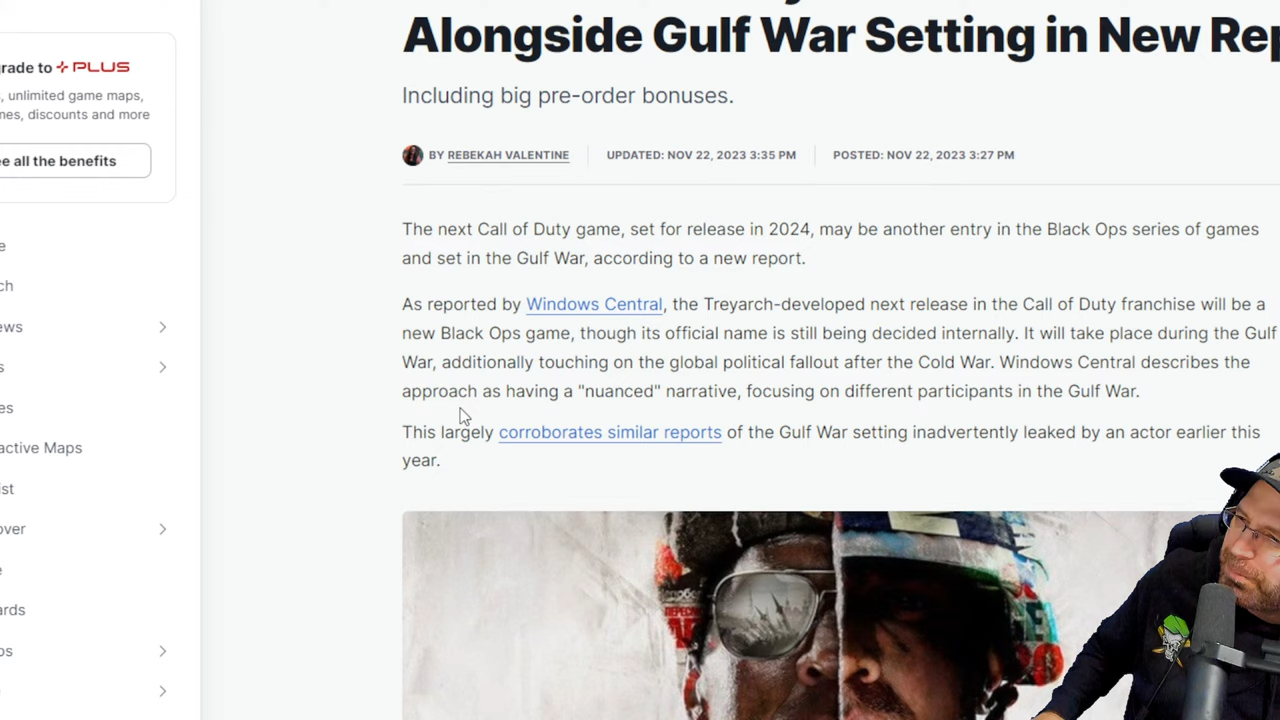 Alongside Gulf War Setting in New Rep
Including big pre-order bonuses.
BY REBEKAH VALENTINE
UPDATED: NOV 22, 2023 3:35 PM
POSTED: NOV 22, 2023 3:27 PM
The next Call of Duty game, set for release in 2024, may be another entry in the Black Ops series of games
and set in the Gulf War, according to a new report.
As reported by Windows Central, the Treyarch-developed next release in the Call of Duty franchise will be a
new Black Ops game, though its official name is still being decided internally. It will take place during the Gulf
War, additionally touching on the global political fallout after the Cold War. Windows Central describes the
approach as having a "nuanced" narrative, focusing on different participants in the Gulf War.
This largely corroborates similar reports of the Gulf War setting inadvertently leaked by an actor earlier this
year.
rade to PLUS
, unlimited game maps,
mes, discounts and more
e all the benefits
e
ch
ews
s
es
active Maps
ist
over
e
ards
os